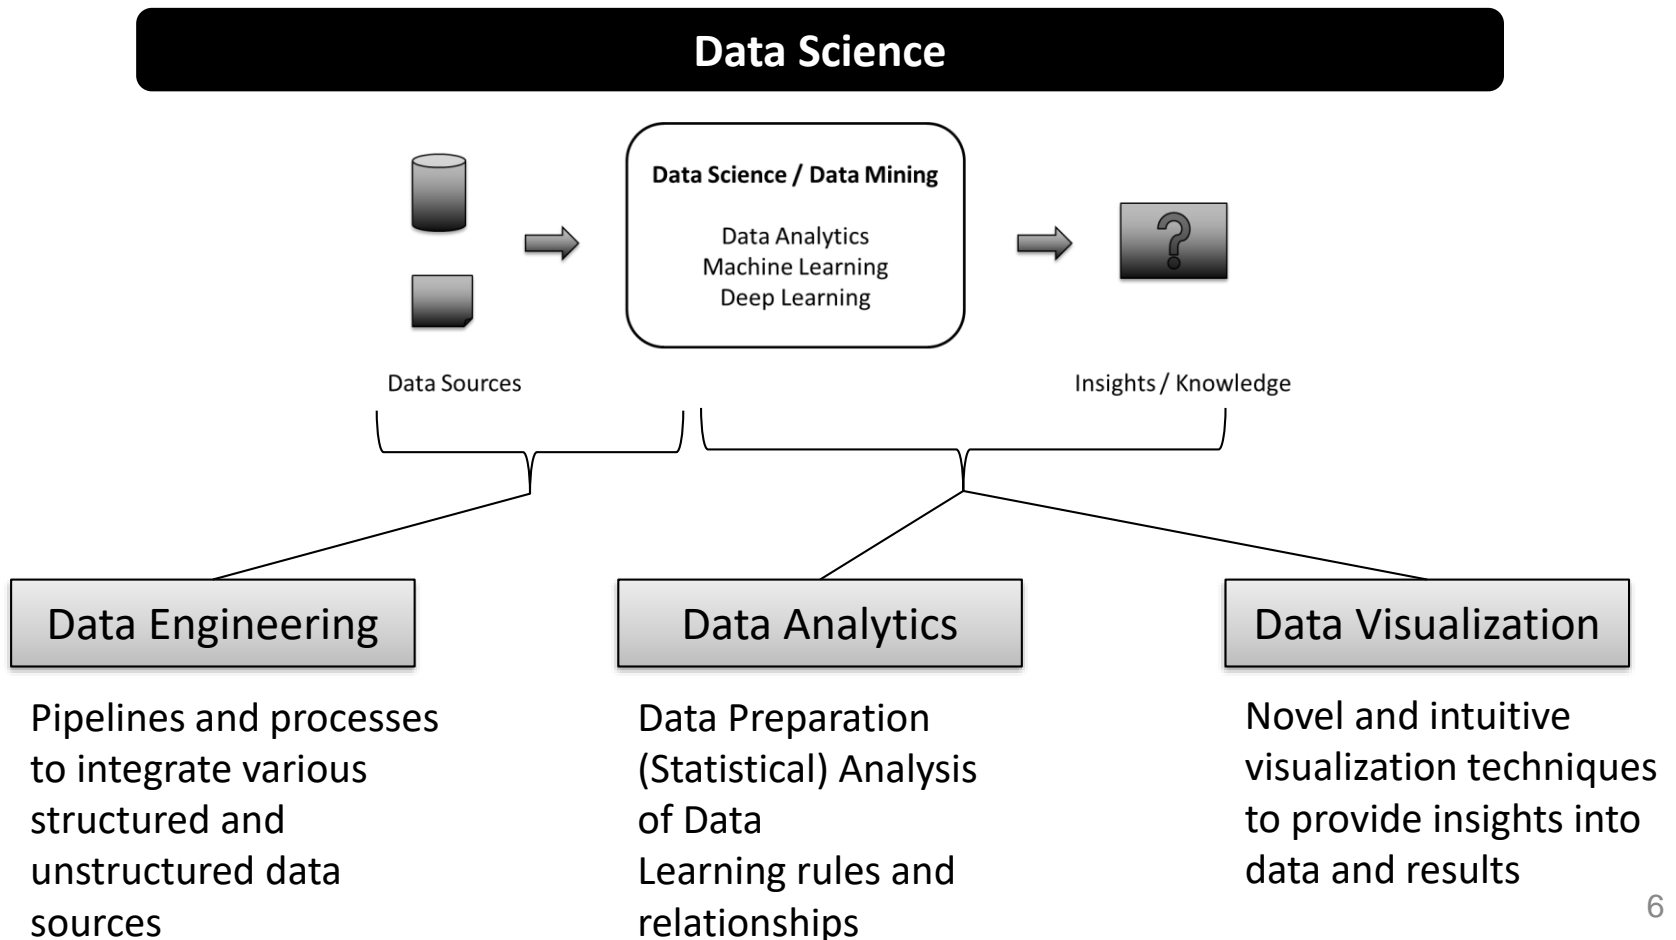 Data Science
Data Science / Data Mining
Data Analytics
Machine Learning
Deep Learning
?
Data Sources
Insights / Knowledge
Data Engineering
Pipelines and processes
to integrate various
structured and
unstructured data
sources
Data Analytics
Data Preparation
(Statistical) Analysis
of Data
Learning rules and
relationships
Data Visualization
Novel and intuitive
visualization techniques
to provide insights into
data and results
6